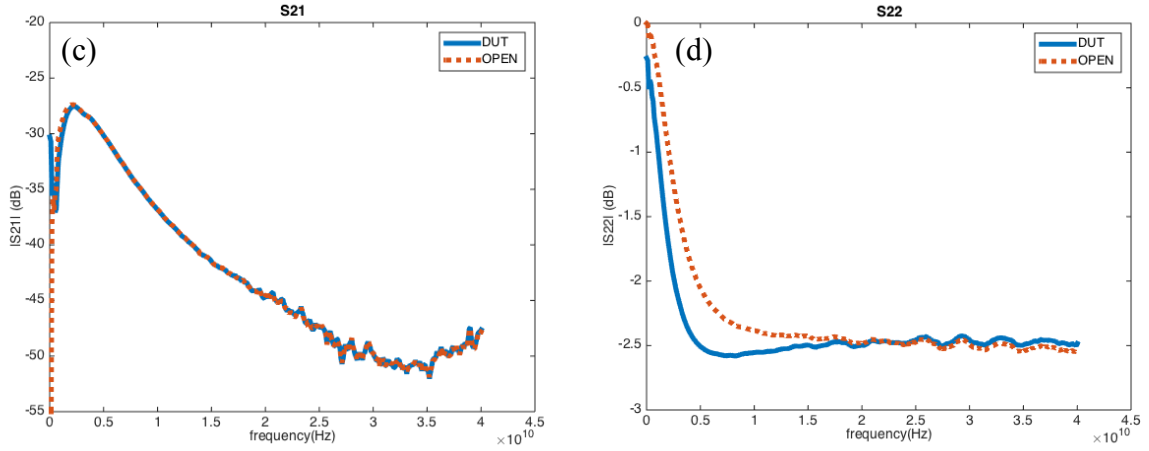 S21
(c)
DUT
OPEN
-20
-25
-30
-35
-40
-45
-50
-55
|S21| (dB)
0 0.5 1 1.5 2 2.5 3 3.5 4 4.5
frequency(Hz)
×10^10
S22
(d)
DUT
OPEN
0
-0.5
-1
-1.5
-2
-2.5
-3
|S22| (dB)
0 0.5 1 1.5 2 2.5 3 3.5 4 4.5
frequency(Hz)
×10^10